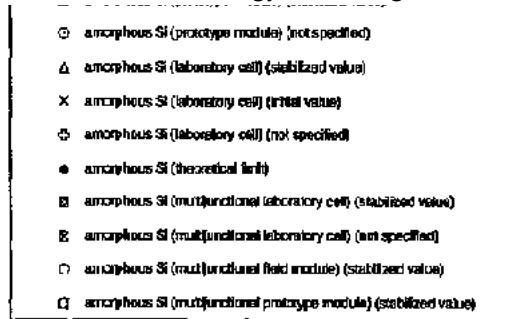 amorphous Si (prototype module) (not specified)
amorphous Si (laboratory cell) (stabilized value)
amorphous Si (laboratory cell) (initial value)
amorphous Si (laboratory cell) (not specified)
amorphous Si (theoretical limit)
amorphous Si (multijunctional laboratory cell) (stabilized value)
amorphous Si (multijunctional laboratory cell) (not specified)
amorphous Si (multijunctional field module) (stabilized value)
amorphous Si (multijunctional prototype module) (stabilized value)